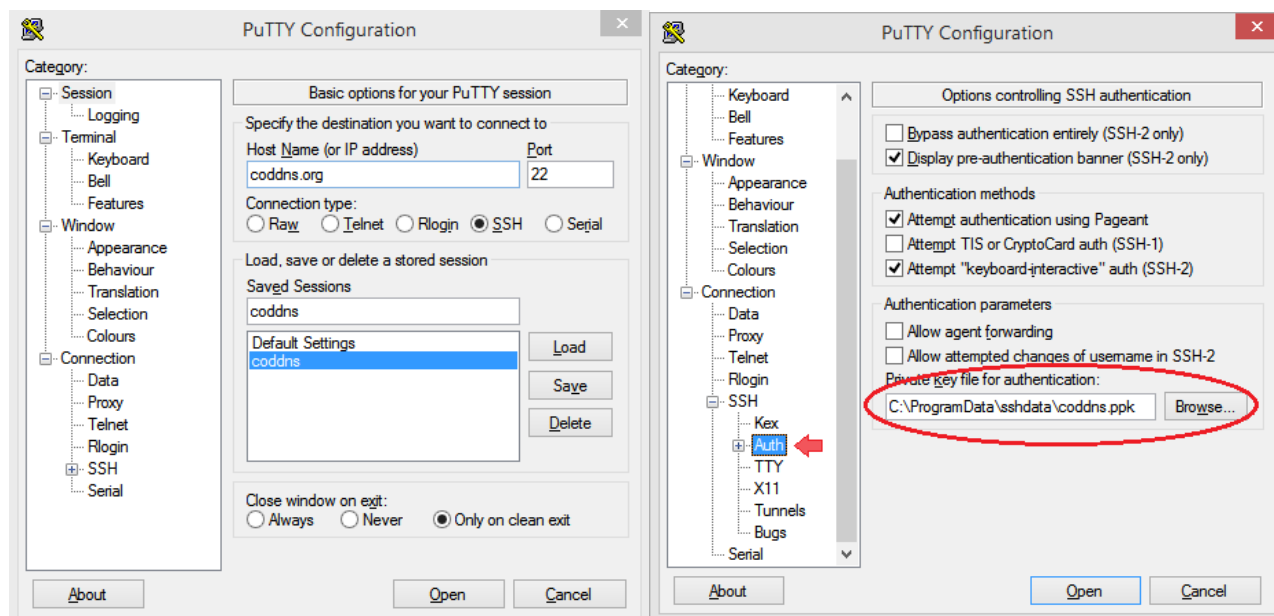 PuTTY Configuration
Category:
Session
Logging
Terminal
Keyboard
Bell
Features
Window
Appearance
Behaviour
Translation
Selection
Colours
Connection
Data
Proxy
Telnet
Rlogin
SSH
Serial
Basic options for your PuTTY session
Specify the destination you want to connect to
Host Name (or IP address) Port
coddns.org 22
Connection type:
Raw Telnet Rlogin SSH Serial
Load, save or delete a stored session
Saved Sessions
coddns
Default Settings
coddns
Load
Save
Delete
Close window on exit:
Always Never Only on clean exit
About Open Cancel
PuTTY Configuration
Category:
Keyboard
Bell
Features
Window
Appearance
Behaviour
Translation
Selection
Colours
Connection
Data
Proxy
Telnet
Rlogin
SSH
Kex
Auth
TTY
X11
Tunnels
Bugs
Serial
Options controlling SSH authentication
Bypass authentication entirely (SSH-2 only)
Display pre-authentication banner (SSH-2 only)
Authentication methods
Attempt authentication using Pageant
Attempt TIS or CryptoCard auth (SSH-1)
Attempt "keyboard-interactive" auth (SSH-2)
Authentication parameters
Allow agent forwarding
Allow attempted changes of username in SSH-2
Private key file for authentication:
C:\ProgramData\sshdata\coddns.ppk Browse...
About Open Cancel